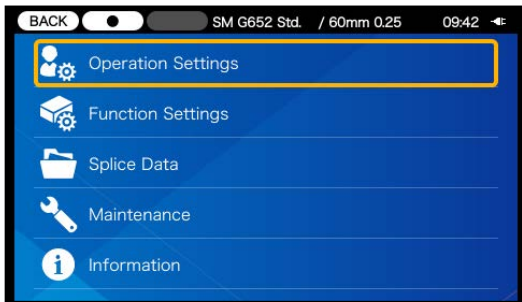 BACK SM G652 Std. / 60mm 0.25 09:42
Operation Settings
Function Settings
Splice Data
Maintenance
Information